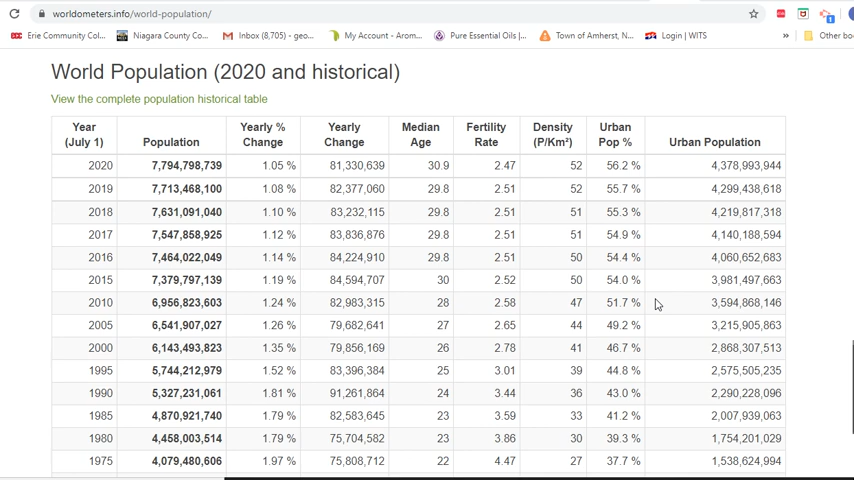 worldometers.info/world-population/
Erie Community Col... Niagara County Co... Inbox (8,705) - geo... My Account - Arom... Pure Essential Oils |... Town of Amherst, N... Login | WITS » Other bo
World Population (2020 and historical)
View the complete population historical table
Year (July 1) Population Yearly % Change Yearly Change Median Age Fertility Rate Density (P/Km²) Urban Pop % Urban Population
2020 7,794,798,739 1.05 % 81,330,639 30.9 2.47 52 56.2 % 4,378,993,944
2019 7,713,468,100 1.08 % 82,377,060 29.8 2.51 52 55.7 % 4,299,438,618
2018 7,631,091,040 1.10 % 83,232,115 29.8 2.51 51 55.3 % 4,219,817,318
2017 7,547,858,925 1.12 % 83,836,876 29.8 2.51 51 54.9 % 4,140,188,594
2016 7,464,022,049 1.14 % 84,224,910 29.8 2.51 50 54.4 % 4,060,652,683
2015 7,379,797,139 1.19 % 84,594,707 30 2.52 50 54.0 % 3,981,497,663
2010 6,956,823,603 1.24 % 82,983,315 28 2.58 47 51.7 % 3,594,868,146
2005 6,541,907,027 1.26 % 79,682,641 27 2.65 44 49.2 % 3,215,905,863
2000 6,143,493,823 1.35 % 79,856,169 26 2.78 41 46.7 % 2,868,307,513
1995 5,744,212,979 1.52 % 83,396,384 25 3.01 39 44.8 % 2,575,505,235
1990 5,327,231,061 1.81 % 91,261,864 24 3.44 36 43.0 % 2,290,228,096
1985 4,870,921,740 1.79 % 82,583,645 23 3.59 33 41.2 % 2,007,939,063
1980 4,458,003,514 1.79 % 75,704,582 23 3.86 30 39.3 % 1,754,201,029
1975 4,079,480,606 1.97 % 75,808,712 22 4.47 27 37.7 % 1,538,624,994